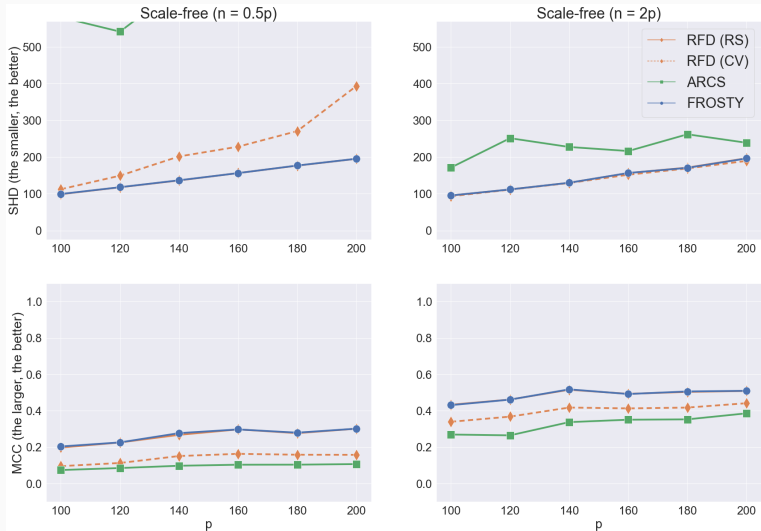 Scale-free (n = 0.5p)
Scale-free (n = 2p)
SHD (the smaller, the better)
500
400
300
200
100
0
100 120 140 160 180 200
500
400
300
200
100
0
100 120 140 160 180 200
RFD (RS)
RFD (CV)
ARCS
FROSTY
MCC (the larger, the better)
1.0
0.8
0.6
0.4
0.2
0.0
100 120 140 160 180 200
p
1.0
0.8
0.6
0.4
0.2
0.0
100 120 140 160 180 200
p